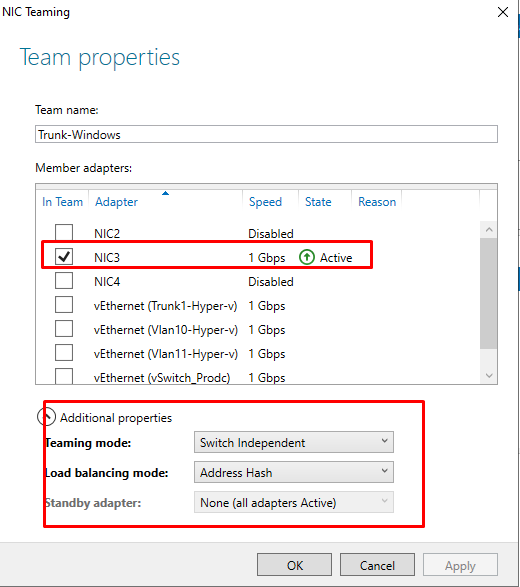 NIC Teaming
Team properties
Team name:
Trunk-Windows
Member adapters:
In Team Adapter Speed State Reason
NIC2 Disabled
NIC3 1 Gbps Active
NIC4 Disabled
vEthernet (Trunk1-Hyper-v) 1 Gbps
vEthernet (Vlan10-Hyper-v) 1 Gbps
vEthernet (Vlan11-Hyper-v) 1 Gbps
vEthernet (vSwitch_Prodc) 1 Gbps
Additional properties
Teaming mode: Switch Independent
Load balancing mode: Address Hash
Standby adapter: None (all adapters Active)
OK Cancel Apply